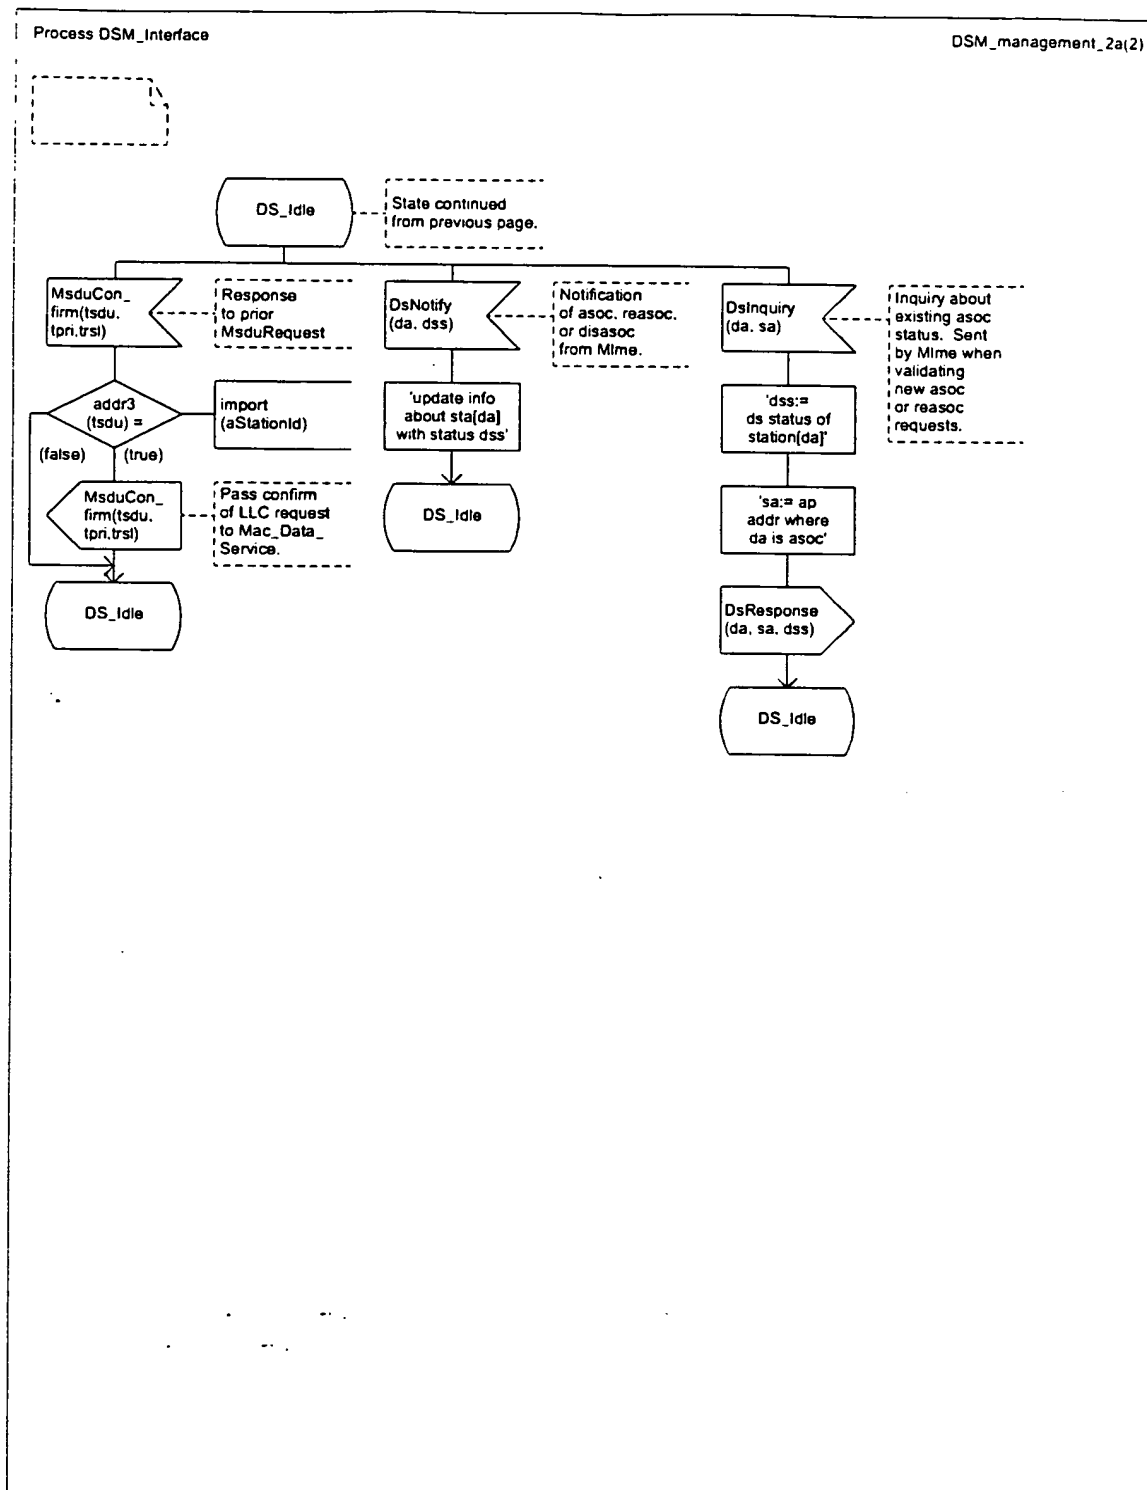 Process DSM_Interface
DSM_management_2a(2)
DS_Idle
State continued
from previous page.
MsduCon_
firm(tsdu,
tpri,trsl)
Response
to prior
MsduRequest
DsNotify
(da, dss)
Notification
of asoc, reasoc,
or disasoc
from Mlme.
DsInquiry
(da, sa)
Inquiry about
existing asoc
status. Sent
by Mlme when
validating
new asoc
or reasoc
requests.
addr3
(tsdu) =
import
(aStationId)
(false)
(true)
'update info
about sta[da]
with status dss'
'dss:=
ds status of
station[da]'
MsduCon_
firm(tsdu,
tpri,trsl)
Pass confirm
of LLC request
to Mac_Data_
Service.
DS_Idle
'sa:= ap
addr where
da is asoc'
DS_Idle
DsResponse
(da, sa, dss)
DS_Idle